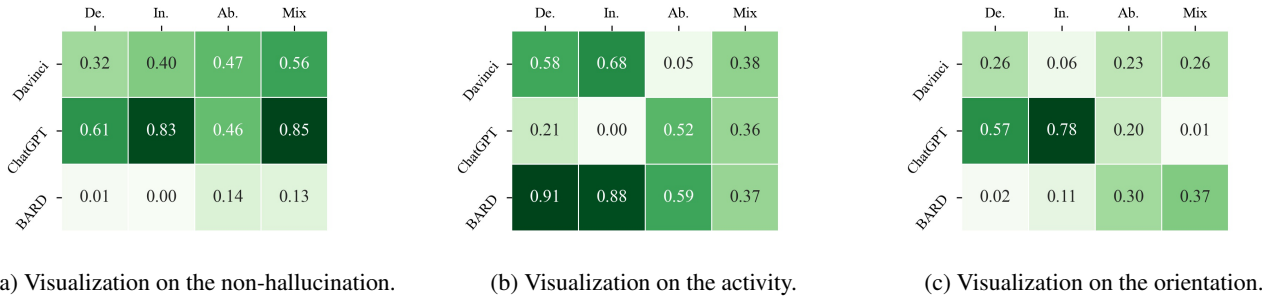 De. In. Ab. Mix
Davinci 0.32 0.40 0.47 0.56
ChatGPT 0.61 0.83 0.46 0.85
BARD 0.01 0.00 0.14 0.13
a) Visualization on the non-hallucination.
De. In. Ab. Mix
Davinci 0.58 0.68 0.05 0.38
ChatGPT 0.21 0.00 0.52 0.36
BARD 0.91 0.88 0.59 0.37
(b) Visualization on the activity.
De. In. Ab. Mix
Davinci 0.26 0.06 0.23 0.26
ChatGPT 0.57 0.78 0.20 0.01
BARD 0.02 0.11 0.30 0.37
(c) Visualization on the orientation.